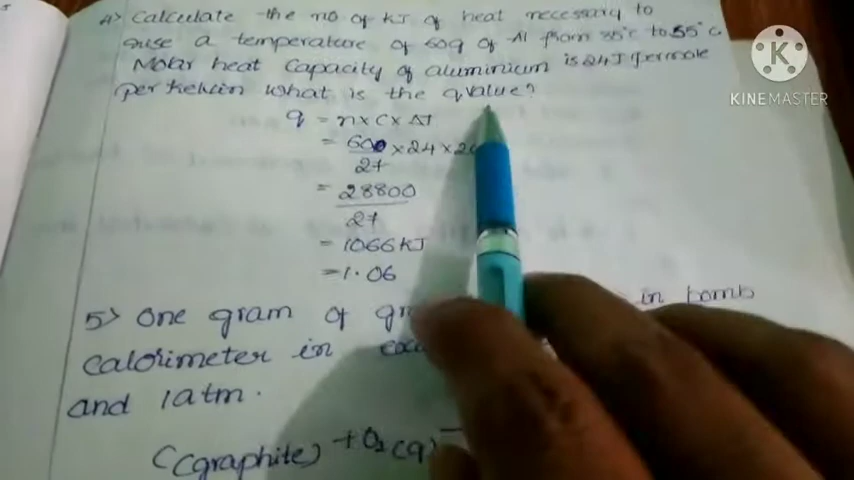 4> Calculate the no of kJ of heat necessary to
raise a temperature of 60g of Al from 35°c to 55°c
Molar heat capacity of aluminium is 24J per mole
per kelvin what is the q value?
q = n × C × ΔT
= 60/27 × 24 × 20
= 28800/27
= 1066 kJ
= 1.06
5> One gram of in bomb
calorimeter in
and 1atm.
C(graphite) + O₂(g)
KINEMASTER